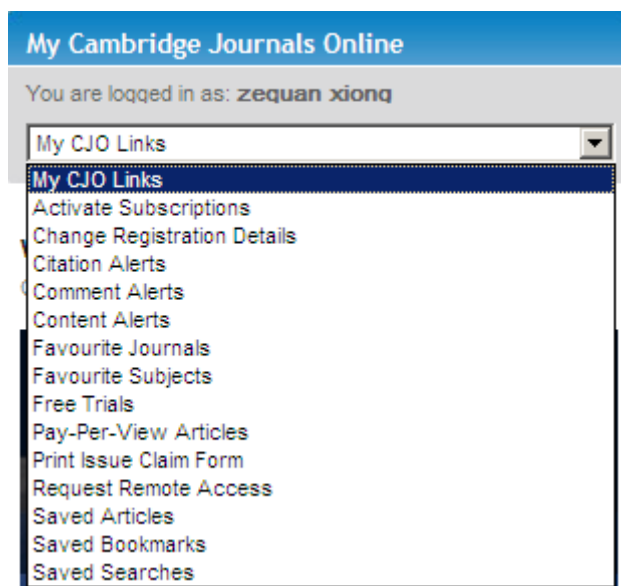 My Cambridge Journals Online
You are logged in as: zequan xiong
My CJO Links
My CJO Links
Activate Subscriptions
Change Registration Details
Citation Alerts
Comment Alerts
Content Alerts
Favourite Journals
Favourite Subjects
Free Trials
Pay-Per-View Articles
Print Issue Claim Form
Request Remote Access
Saved Articles
Saved Bookmarks
Saved Searches